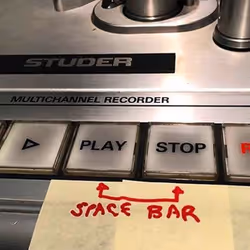 STUDER
MULTICHANNEL RECORDER
PLAY STOP R
SPACE BAR